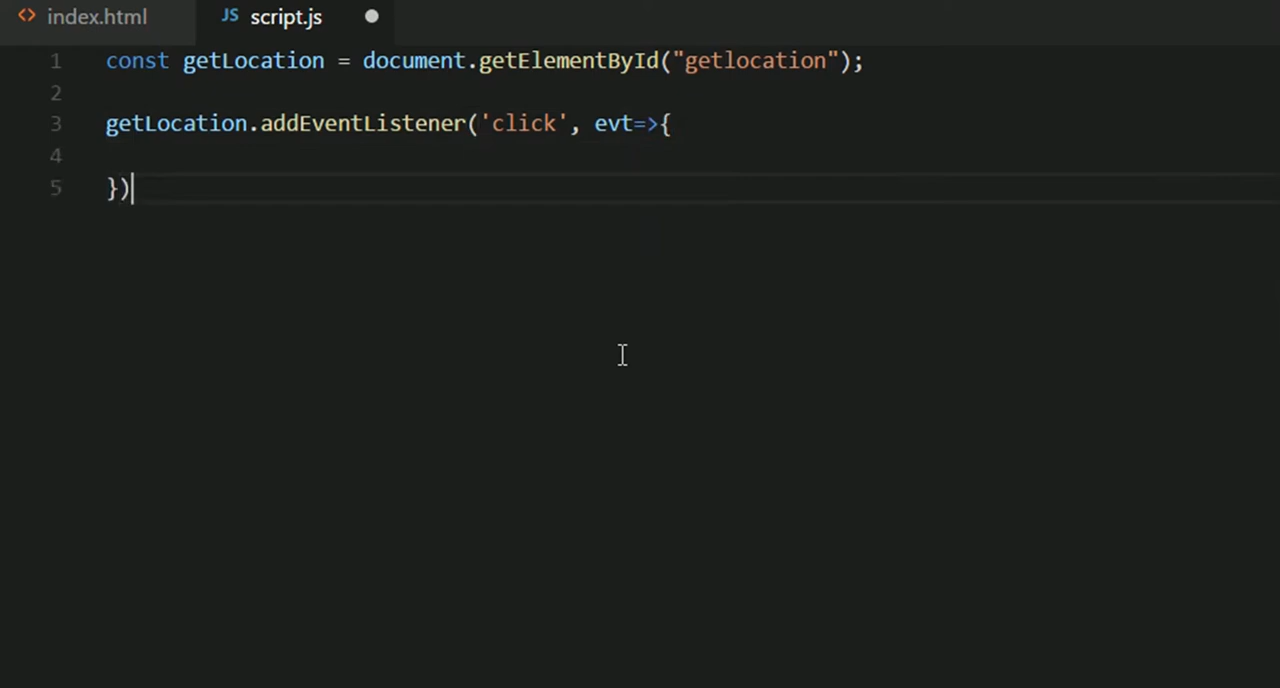 index.html JS script.js
1 const getLocation = document.getElementById("getlocation");
2
3 getLocation.addEventListener('click', evt=>{
4
5 })